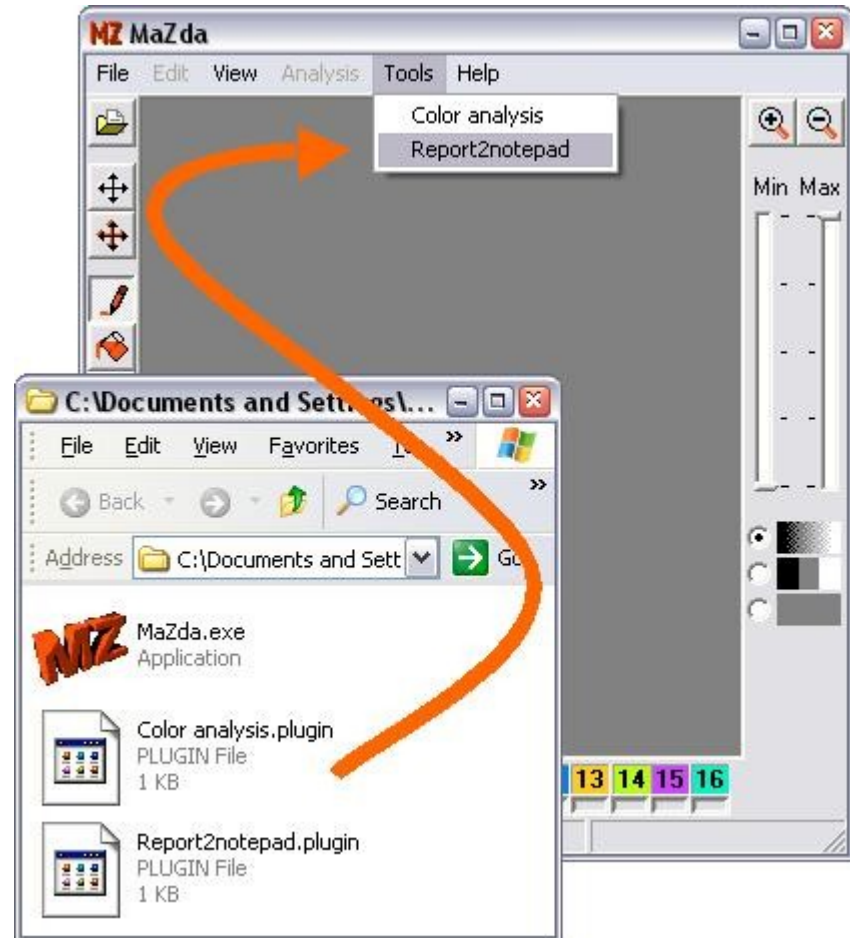 MZ MaZda
File Edit View Analysis Tools Help
Color analysis
Report2notepad
Min Max
13 14 15 16
C:\Documents and Settings\...
File Edit View Favorites »
Back Search »
Address C:\Documents and Sett
MZ
MaZda.exe
Application
Color analysis.plugin
PLUGIN File
1 KB
Report2notepad.plugin
PLUGIN File
1 KB